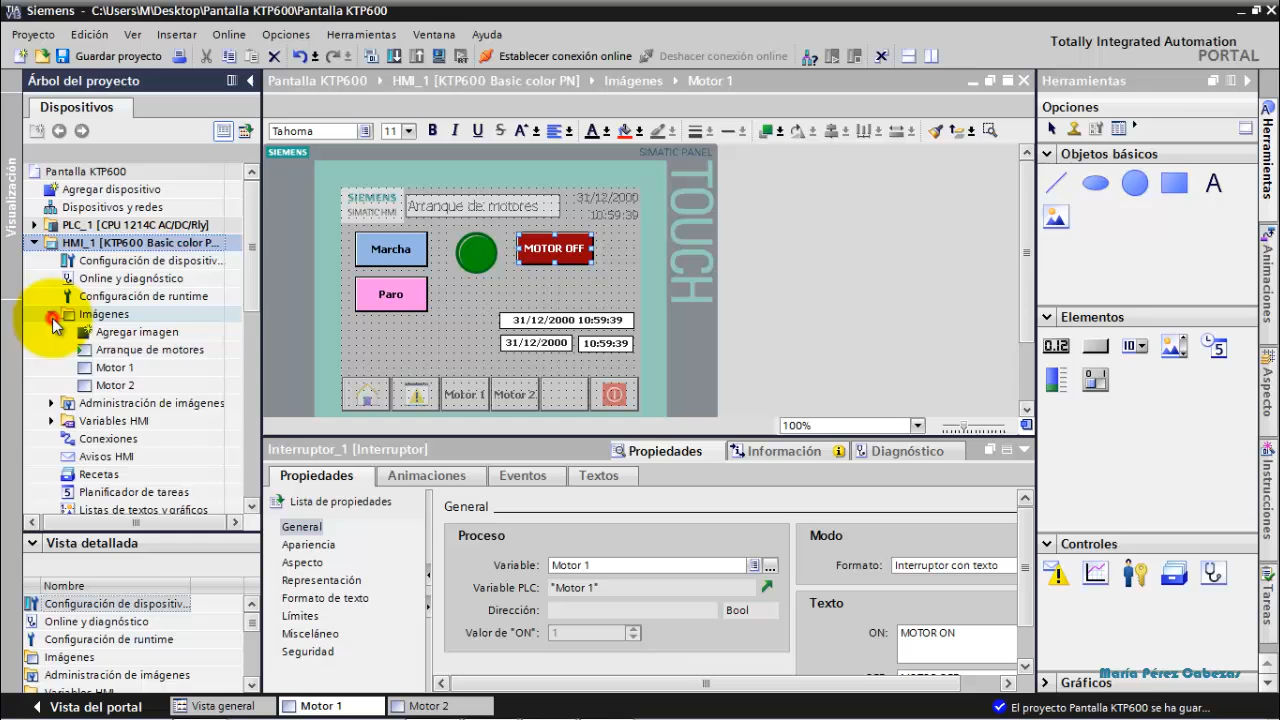 Siemens - C:\Users\M\Desktop\Pantalla KTP600\Pantalla KTP600
Proyecto Edición Ver Insertar Online Opciones Herramientas Ventana Ayuda
Totally Integrated Automation
PORTAL
Guardar proyecto Establecer conexión online Deshacer conexión online
Árbol del proyecto
Pantalla KTP600 HMI_1 [KTP600 Basic color PN] Imágenes Motor 1
Herramientas
Dispositivos
Opciones
Tahoma 11 B I U S A A
Objetos básicos
A
Visualización
Pantalla KTP600
Agregar dispositivo
Dispositivos y redes
PLC_1 [CPU 1214C AC/DC/Rly]
HMI_1 [KTP600 Basic color P...
Configuración de dispositiv...
Online y diagnóstico
Configuración de runtime
Imágenes
Agregar imagen
Arranque de motores
Motor 1
Motor 2
Administración de imágenes
Variables HMI
Conexiones
Avisos HMI
Recetas
Planificador de tareas
Listas de textos y gráficos
SIEMENS
SIMATIC PANEL
TOUCH
SIEMENS
SIMATIC HMI
Arranque de motores
31/12/2000
10:59:39
Marcha
MOTOR OFF
Paro
31/12/2000 10:59:39
31/12/2000 10:59:39
Motor 1 Motor 2
100%
Elementos
0.12 10 5
Controles
Gráficos
Herramientas
Animaciones
Aspecto
Instrucciones
Tareas
Interruptor_1 [Interruptor]
Propiedades Información Diagnóstico
Propiedades Animaciones Eventos Textos
Lista de propiedades
General
Apariencia
Aspecto
Representación
Formato de texto
Límites
Misceláneo
Seguridad
General
Proceso
Variable: Motor 1
Variable PLC: "Motor 1"
Dirección: Bool
Valor de "ON": 1
Modo
Formato: Interruptor con texto
Texto
ON: MOTOR ON
Vista detallada
Nombre
Configuración de dispositiv...
Online y diagnóstico
Configuración de runtime
Imágenes
Administración de imágenes
Variables HMI
María Pérez Cabezas
Vista del portal Vista general Motor 1 Motor 2
El proyecto Pantalla KTP600 se ha guar...